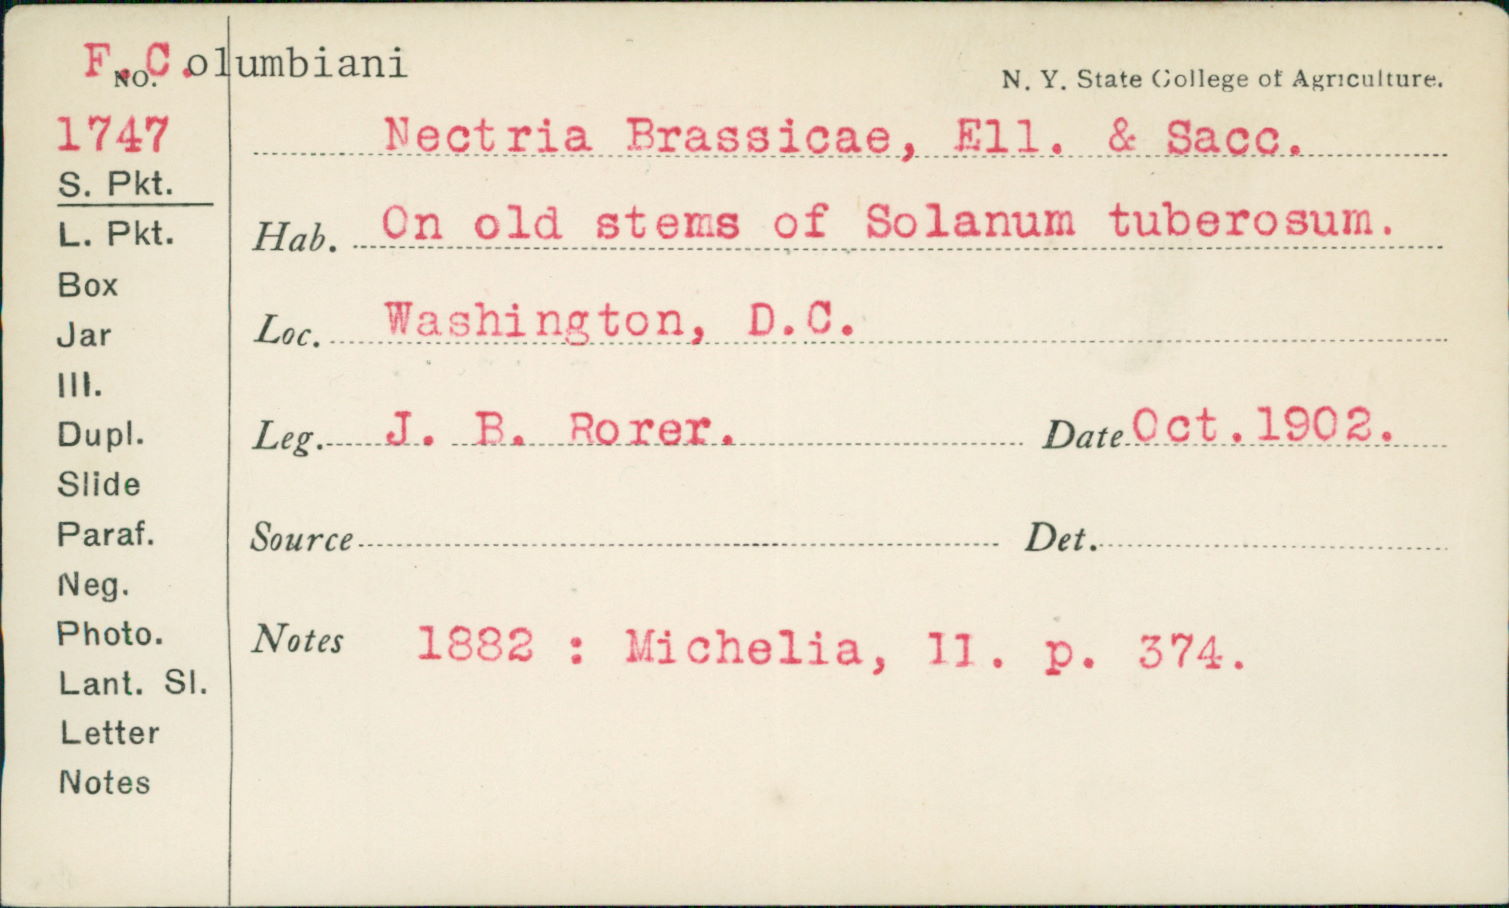 F. C.olumbiani
NO.
N. Y. State College of Agriculture.
1747
Nectria Brassicae, Ell. & Sacc.
S. Pkt.
L. Pkt.
Hab. On old stems of Solanum tuberosum.
Box
Jar
Loc. Washington, D.C.
Ill.
Dupl.
Leg. J. B. Rorer. Date Oct. 1902.
Slide
Paraf.
Source Det.
Neg.
Photo.
Notes 1882 : Michelia, II. p. 374.
Lant. Sl.
Letter
Notes